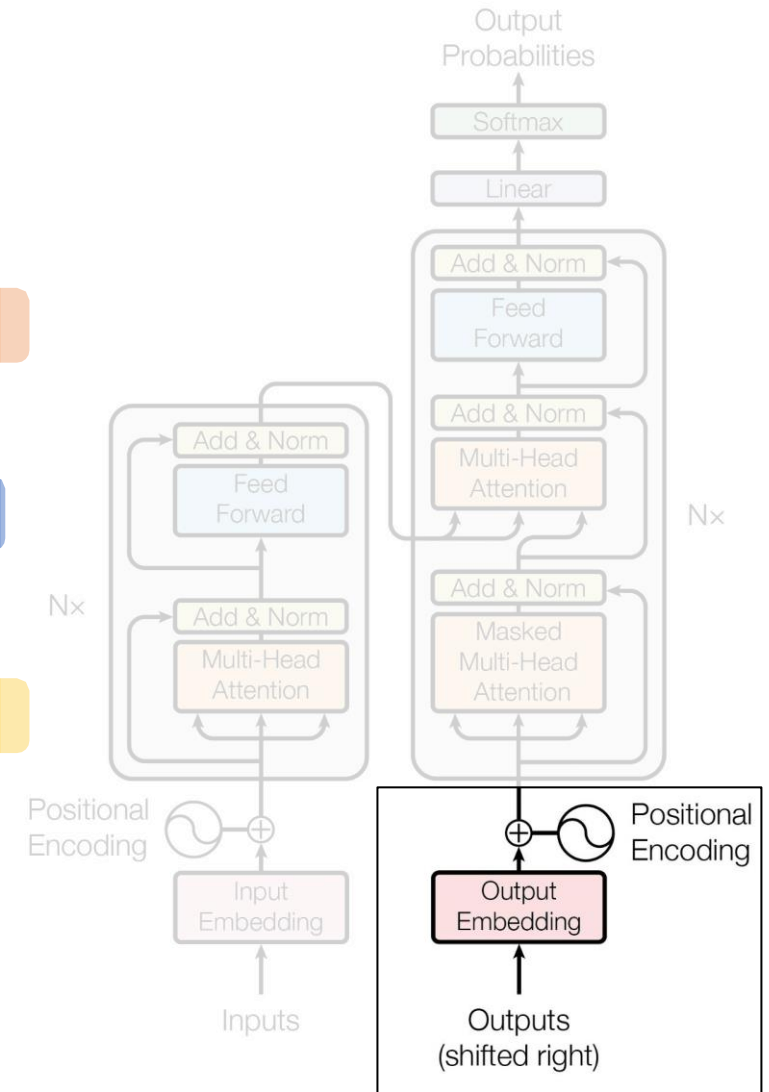 Output
Probabilities
Softmax
Linear
Add & Norm
Feed
Forward
Add & Norm
Multi-Head
Attention
Nx
Add & Norm
Masked
Multi-Head
Attention
Add & Norm
Feed
Forward
Nx
Add & Norm
Multi-Head
Attention
Positional
Encoding
Input
Embedding
Inputs
Positional
Encoding
Output
Embedding
Outputs
(shifted right)